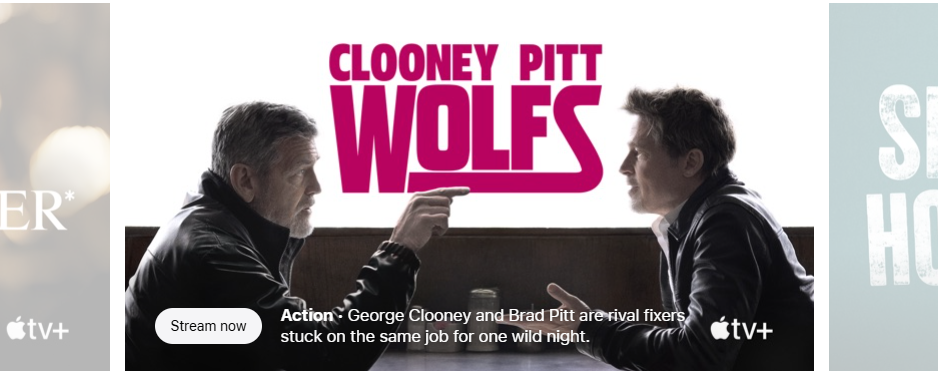 ER*
tv+
CLOONEY PITT
WOLFS
Stream now
Action · George Clooney and Brad Pitt are rival fixers
stuck on the same job for one wild night.
tv+
HO